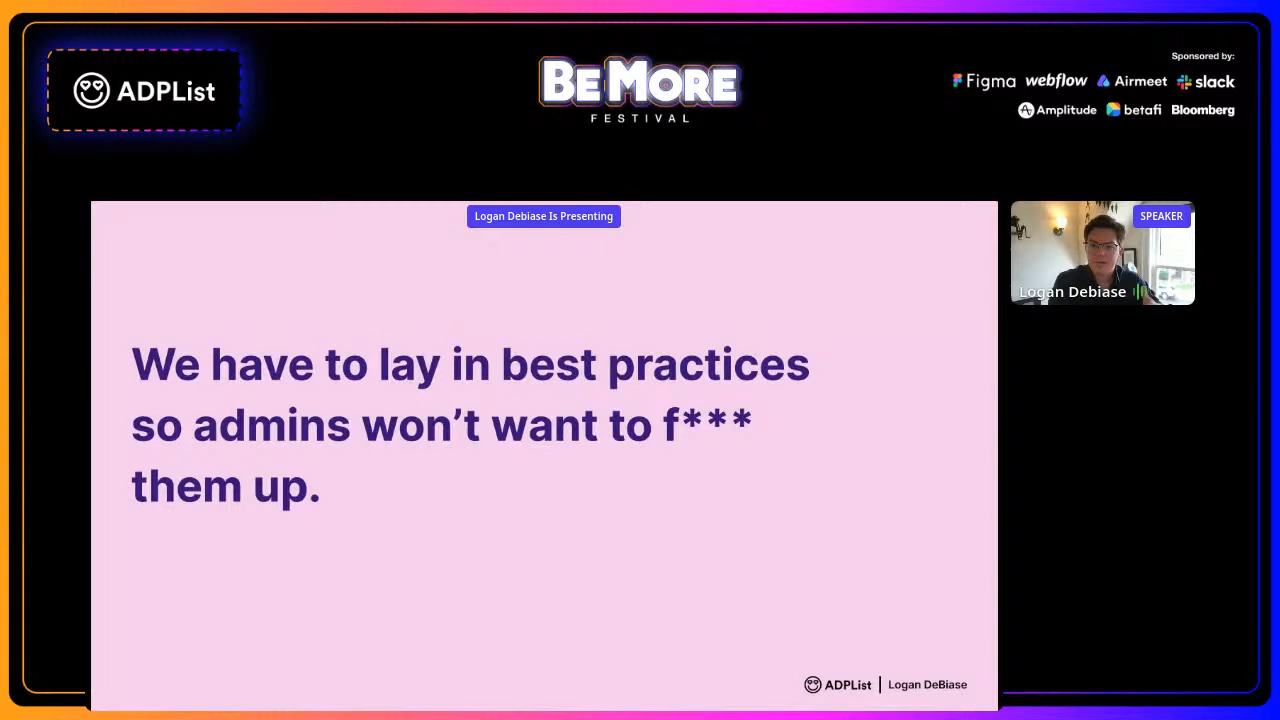 ADPList
BE MORE
FESTIVAL
Sponsored by:
Figma webflow Airmeet slack
Amplitude betafi Bloomberg
Logan Debiase Is Presenting
SPEAKER
Logan Debiase
We have to lay in best practices
so admins won’t want to f***
them up.
ADPList | Logan DeBiase